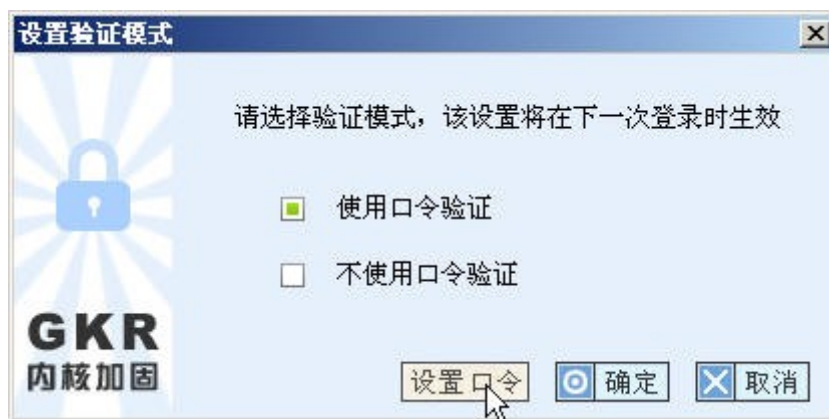 设置验证模式
请选择验证模式，该设置将在下一次登录时生效
使用口令验证
不使用口令验证
GKR
内核加固
设置口令 确定 取消